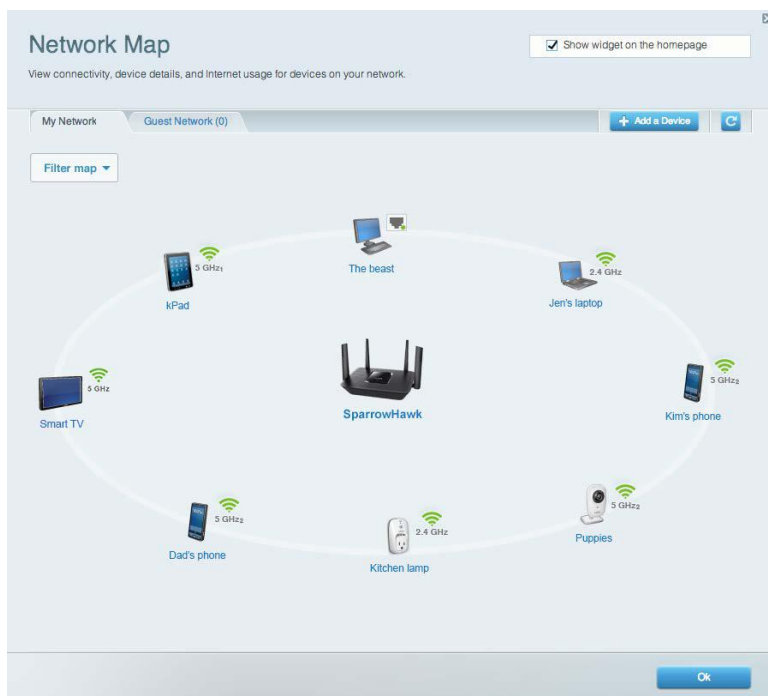 Network Map
Show widget on the homepage
View connectivity, device details, and Internet usage for devices on your network.
My Network
Guest Network (0)
Add a Device
Filter map
5 GHz1
kPad
The beast
2.4 GHz
Jen's laptop
5 GHz
Smart TV
SparrowHawk
5 GHz2
Kim's phone
5 GHz2
Dad's phone
2.4 GHz
Kitchen lamp
5 GHz2
Puppies
Ok